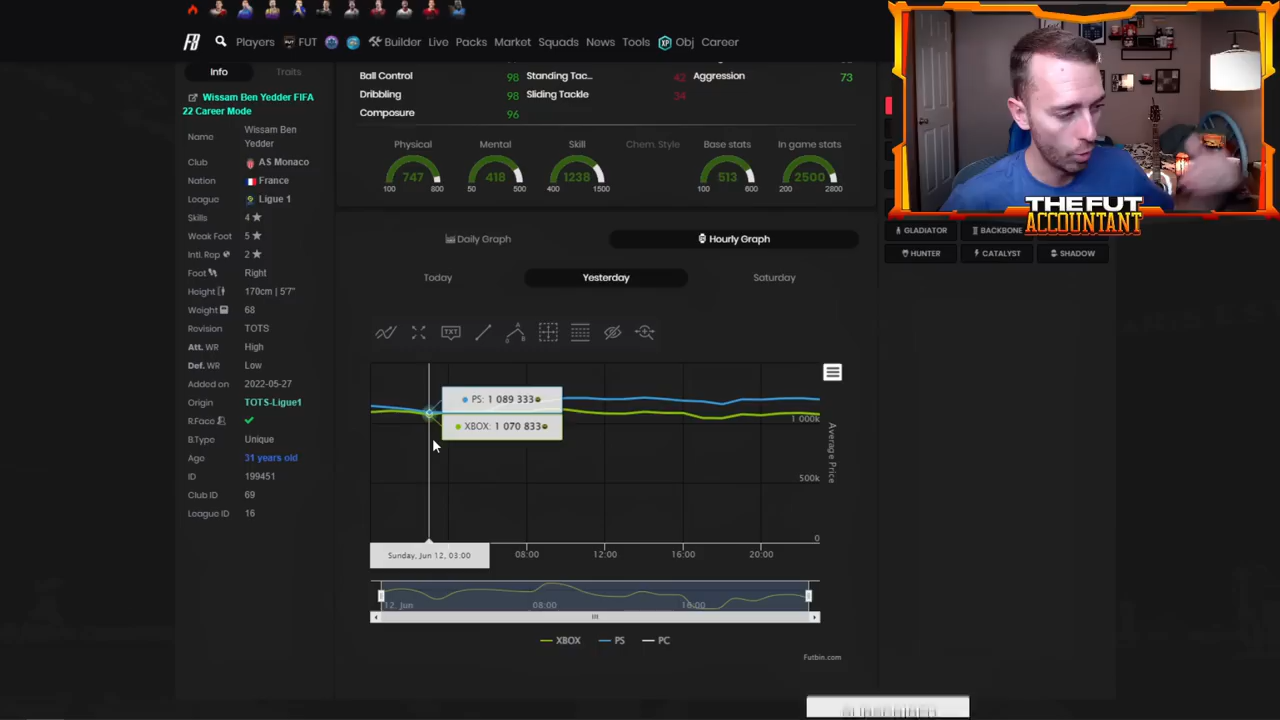 F8 Players FUT Builder Live Packs Market Squads News Tools XP Obj Career
Info Traits
Wissam Ben Yedder FIFA
22 Career Mode
Name Wissam Ben
Yedder
Club AS Monaco
Nation France
League Ligue 1
Skills 4
Weak Foot 5
Intl. Rep 2
Foot Right
Height 170cm | 5'7"
Weight 68
Revision TOTS
Att. WR High
Def. WR Low
Added on 2022-05-27
Origin TOTS-Ligue1
R.Face
B.Type Unique
Age 31 years old
ID 199451
Club ID 69
League ID 16
Ball Control 98 Standing Tac... 42 Aggression 73
Dribbling 98 Sliding Tackle 34
Composure 96
Physical Mental Skill Chem. Style Base stats In game stats
747 418 1238 513 2500
100 800 50 500 400 1500 100 600 200 2800
Daily Graph Hourly Graph
Today Yesterday Saturday
TXT
PS: 1 089 333
XBOX: 1 070 833
1 000k
500k
0
Average Price
Sunday, Jun 12, 03:00
08:00 12:00 16:00 20:00
12. Jun 08:00 16:00
XBOX PS PC
Futbin.com
THE FUT
ACCOUNTANT
GLADIATOR BACKBONE
HUNTER CATALYST SHADOW